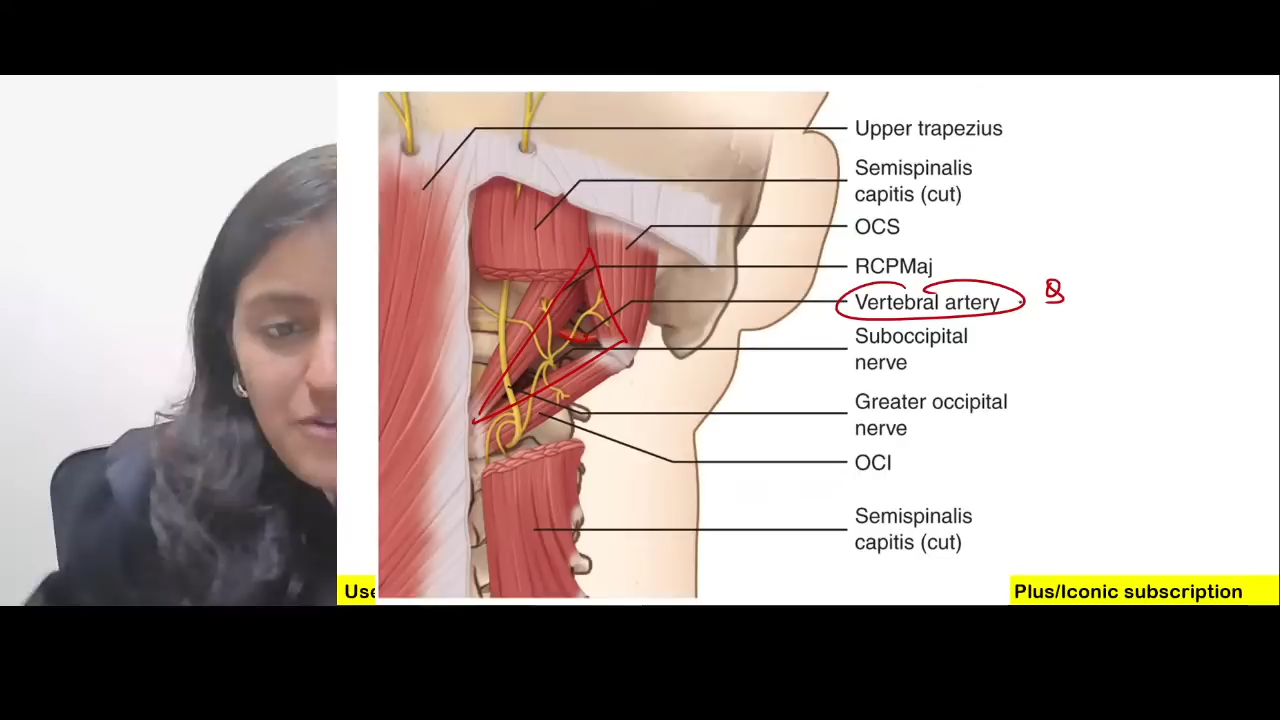 Upper trapezius
Semispinalis
capitis (cut)
OCS
RCPMaj
Vertebral artery &
Suboccipital
nerve
Greater occipital
nerve
OCI
Semispinalis
capitis (cut)
Use
Plus/Iconic subscription